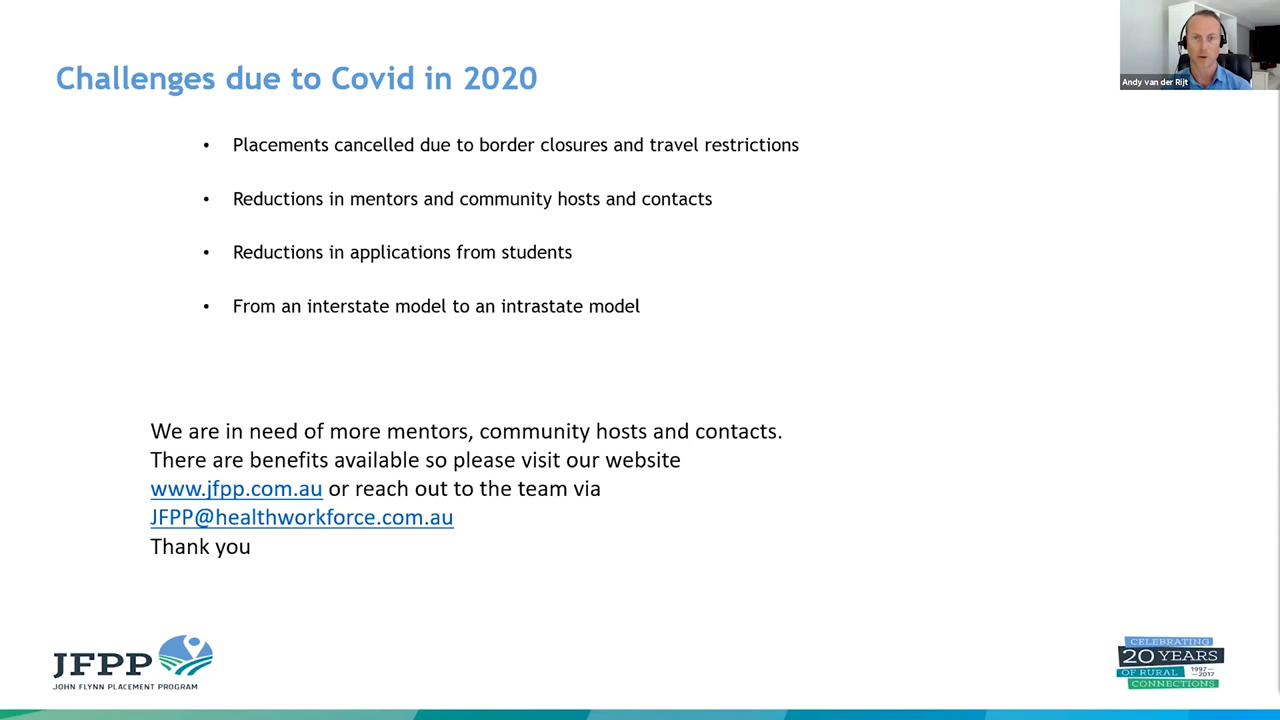 Challenges due to Covid in 2020
Andy van der Rijt
• Placements cancelled due to border closures and travel restrictions
• Reductions in mentors and community hosts and contacts
• Reductions in applications from students
• From an interstate model to an intrastate model
We are in need of more mentors, community hosts and contacts.
There are benefits available so please visit our website
www.jfpp.com.au or reach out to the team via
JFPP@healthworkforce.com.au
Thank you
JFPP
JOHN FLYNN PLACEMENT PROGRAM
CELEBRATING
20 YEARS
OF RURAL 1997—
—2017
CONNECTIONS